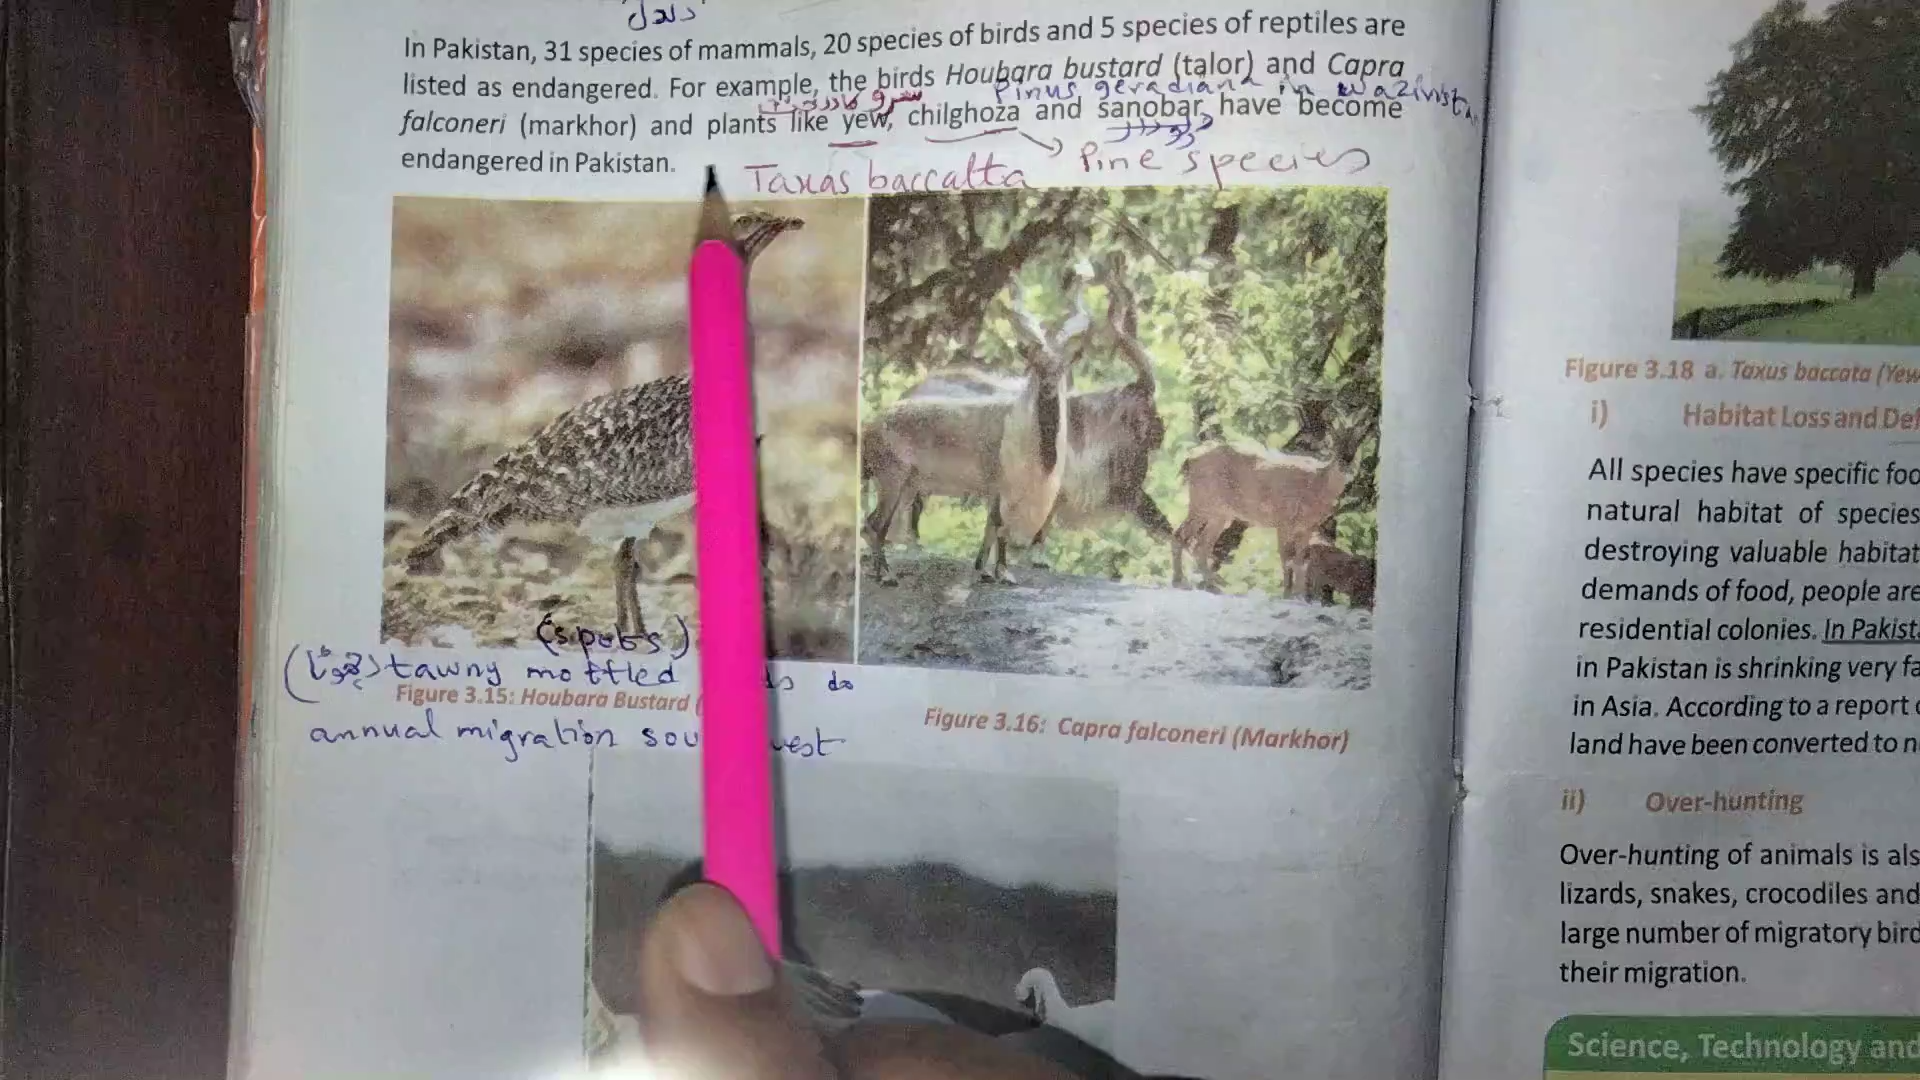 دلدل
In Pakistan, 31 species of mammals, 20 species of birds and 5 species of reptiles are
listed as endangered. For example, the birds Houbara bustard (talor) and Capra
Pinus geradiana in wazirist
falconeri (markhor) and plants like yew, chilghoza and sanobar, have become
endangered in Pakistan.
Taxas baccatta
Pine species
(spots)
tawny mottled
do
Figure 3.15: Houbara Bustard (
annual migration sou
west
Figure 3.16: Capra falconeri (Markhor)
Figure 3.18 a. Taxus baccata (Yew
i) Habitat Loss and Def
All species have specific foo
natural habitat of species
destroying valuable habitat
demands of food, people are
residential colonies. In Pakist
in Pakistan is shrinking very fa
in Asia. According to a report
land have been converted to n
ii) Over-hunting
Over-hunting of animals is als
lizards, snakes, crocodiles and
large number of migratory bird
their migration.
Science, Technology and